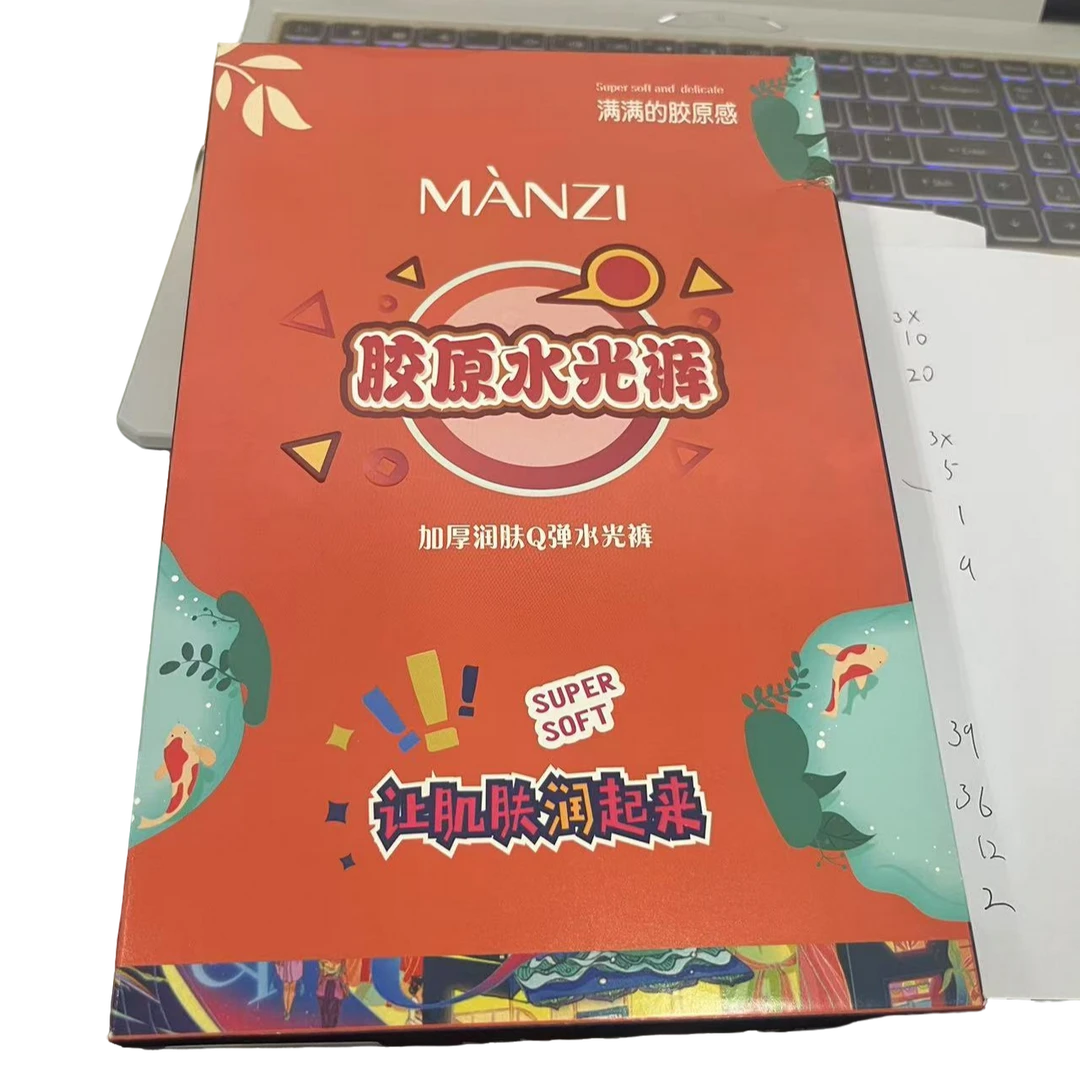 Super soft and delicate
满满的胶原感
MÀNZI
胶原水光裤
加厚润肤Q弹水光裤
SUPER
SOFT
让肌肤润起来
3x
10
20
3x
5
1
9
39
36
12
2